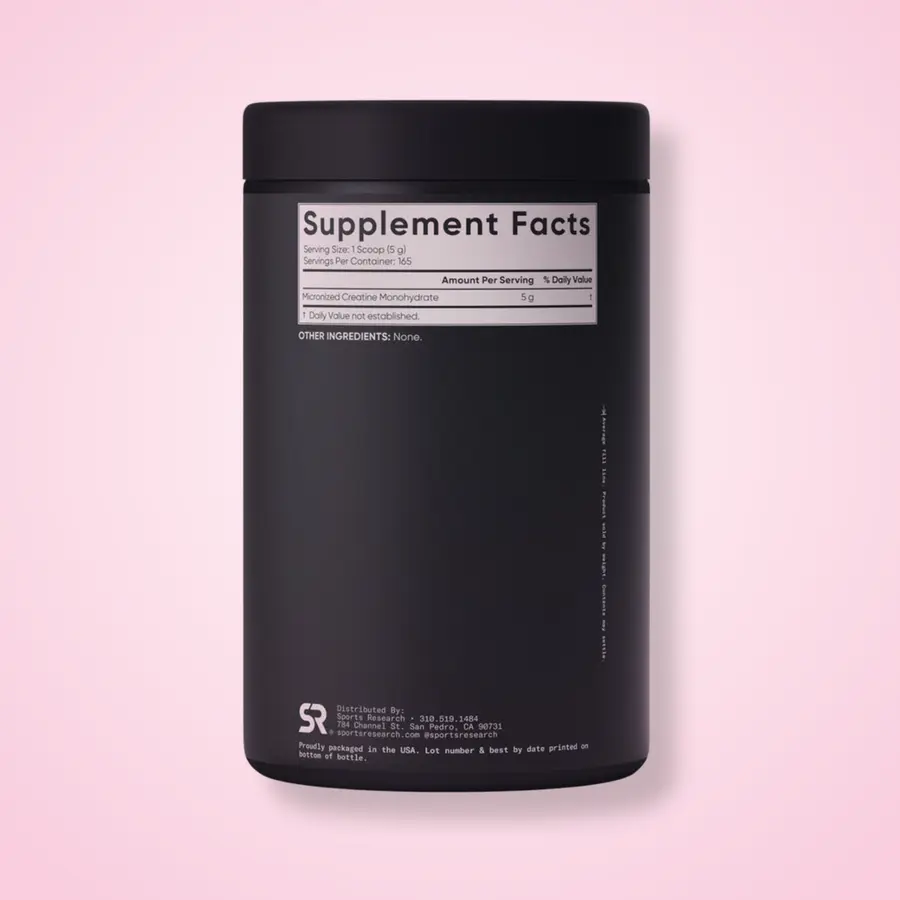 Supplement Facts
Serving Size: 1 Scoop (5 g)
Servings Per Container: 165
Amount Per Serving % Daily Value
Micronized Creatine Monohydrate 5 g †
† Daily Value not established.
OTHER INGREDIENTS: None.
Average fill line. Product sold by weight. Contents may settle.
SR®
Distributed By:
Sports Research • 310.519.1484
784 Channel St. San Pedro, CA 90731
sportsresearch.com @sportsresearch
Proudly packaged in the USA. Lot number & best by date printed on
bottom of bottle.